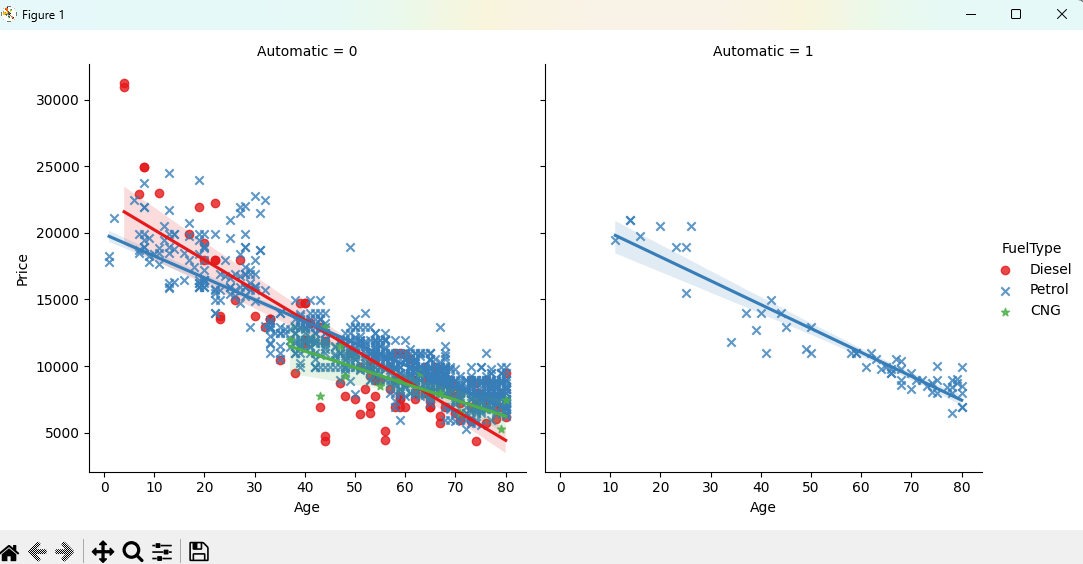 Figure 1
Automatic = 0
Automatic = 1
30000
25000
20000
15000
10000
5000
Price
0 10 20 30 40 50 60 70 80
Age
0 10 20 30 40 50 60 70 80
Age
FuelType
Diesel
Petrol
CNG